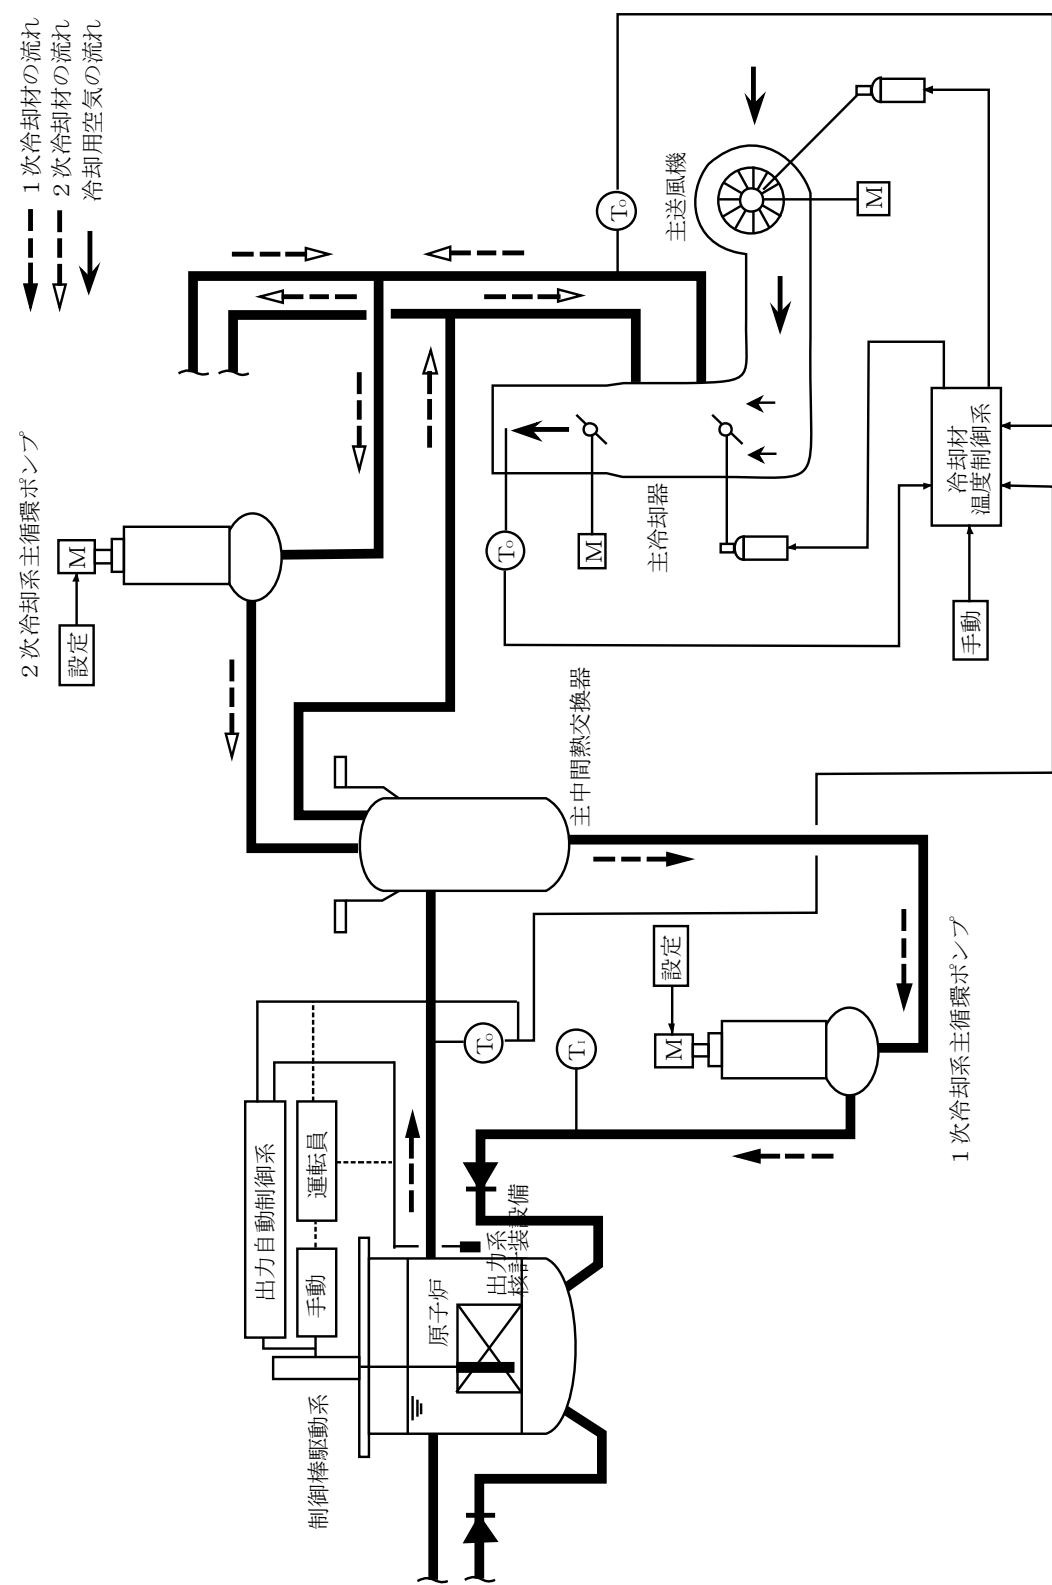 1次冷却材の流れ
2次冷却材の流れ
冷却用空気の流れ
2次冷却系主循環ポンプ
M
設定
To
主送風機
M
To
M
主冷却器
冷却材
温度制御系
手動
主中間熱交換器
出力自動制御系
運転員
手動
制御棒駆動系
原子炉
出力系
核計装設備
To
TI
設定
M
1次冷却系主循環ポンプ